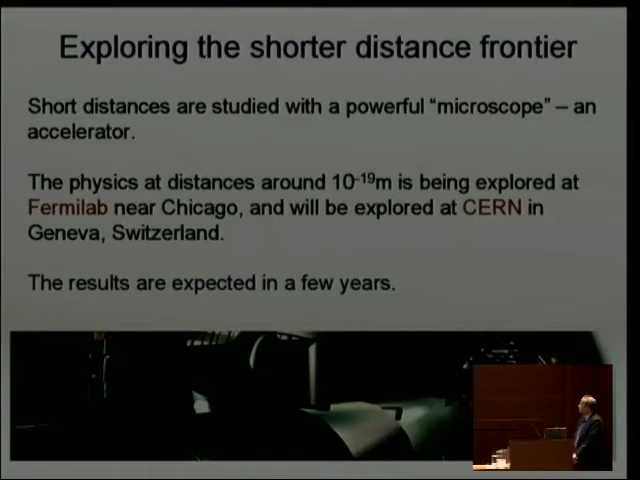 Exploring the shorter distance frontier
Short distances are studied with a powerful “microscope” – an
accelerator.
The physics at distances around 10⁻¹⁹m is being explored at
Fermilab near Chicago, and will be explored at CERN in
Geneva, Switzerland.
The results are expected in a few years.